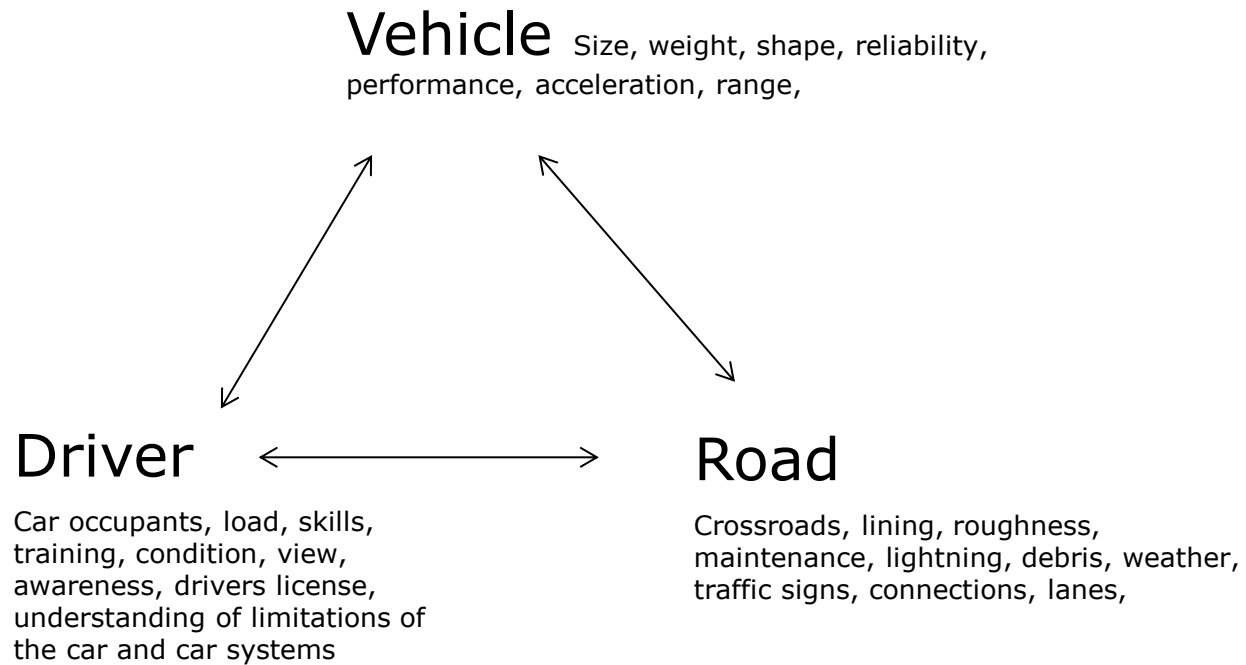 Vehicle Size, weight, shape, reliability,
performance, acceleration, range,
Driver
Car occupants, load, skills,
training, condition, view,
awareness, drivers license,
understanding of limitations of
the car and car systems
Road
Crossroads, lining, roughness,
maintenance, lightning, debris, weather,
traffic signs, connections, lanes,